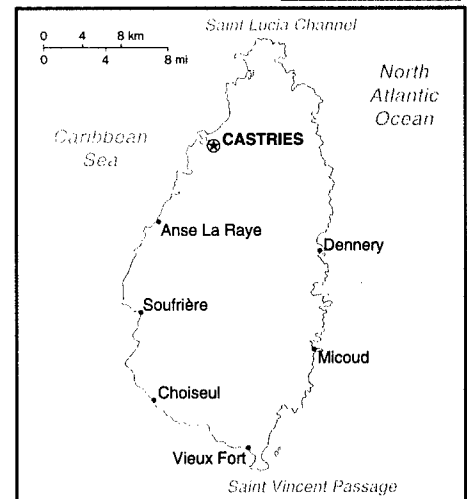 Saint Lucia Channel
0 4 8 km
0 4 8 mi
North
Atlantic
Ocean
Caribbean
Sea
CASTRIES
Anse La Raye
Dennery
Soufrière
Micoud
Choiseul
Vieux Fort
Saint Vincent Passage